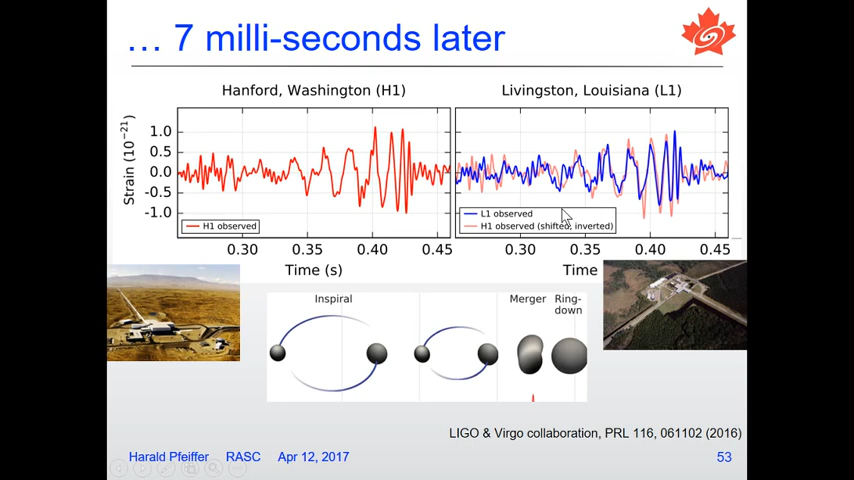 … 7 milli-seconds later
Hanford, Washington (H1)
Livingston, Louisiana (L1)
Strain (10⁻²¹)
1.0
0.5
0.0
-0.5
-1.0
H1 observed
L1 observed
H1 observed (shifted, inverted)
0.30 0.35 0.40 0.45
0.30 0.35 0.40 0.45
Time (s)
Time
Inspiral
Merger
Ring-
down
LIGO & Virgo collaboration, PRL 116, 061102 (2016)
Harald Pfeiffer RASC Apr 12, 2017
53